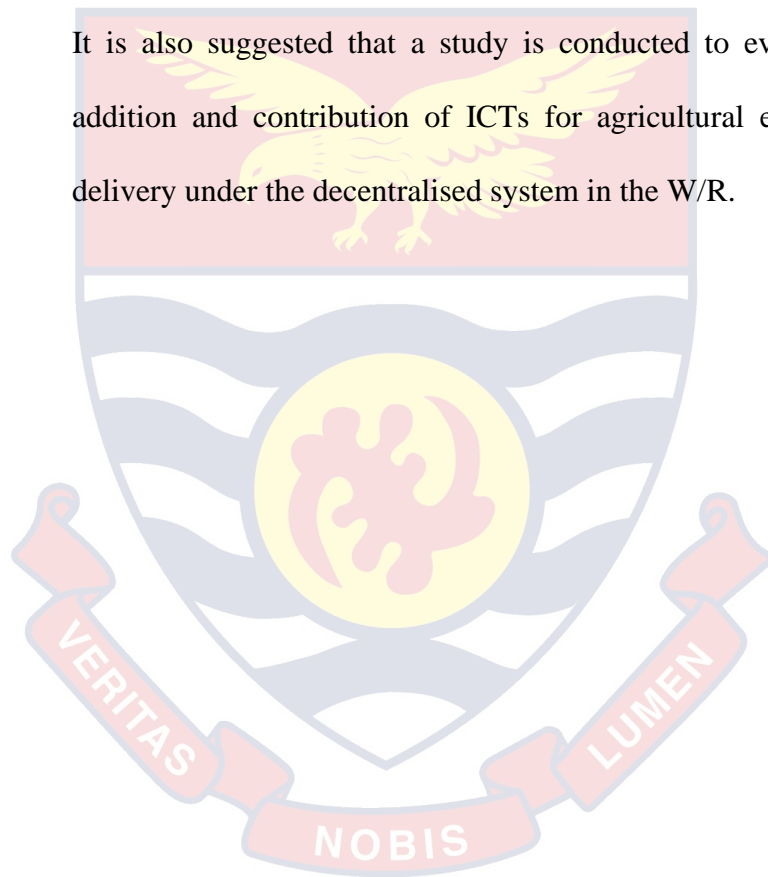 It is also suggested that a study is conducted to ev
addition and contribution of ICTs for agricultural e
delivery under the decentralised system in the W/R.
VERITAS
NOBIS
LUMEN